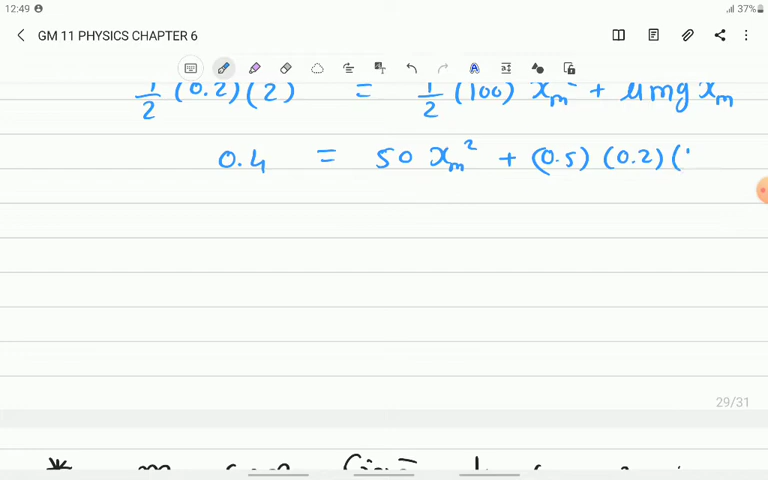 12:49 37%
GM 11 PHYSICS CHAPTER 6
1/2 (0.2)(2) = 1/2 (100) xₘ² + μmg xₘ
0.4 = 50 xₘ² + (0.5) (0.2) (
29/31